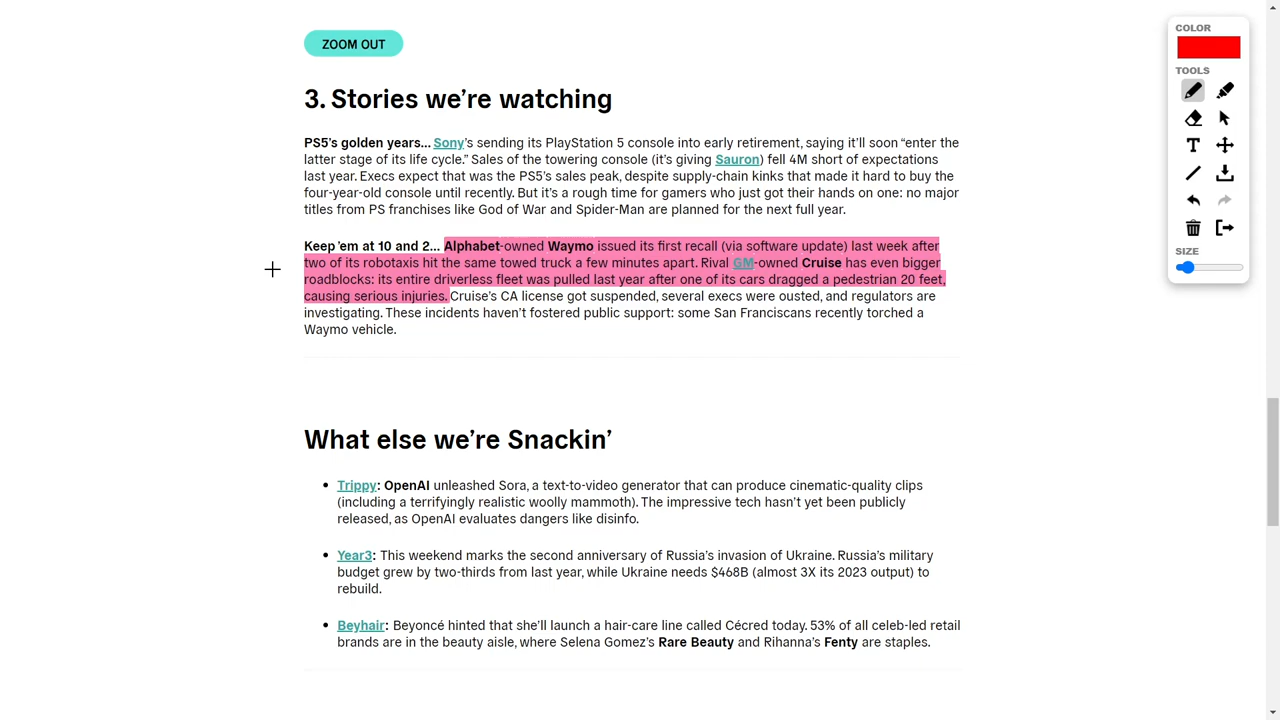 ZOOM OUT
3. Stories we’re watching
PS5’s golden years... Sony’s sending its PlayStation 5 console into early retirement, saying it’ll soon “enter the
latter stage of its life cycle.” Sales of the towering console (it’s giving Sauron) fell 4M short of expectations
last year. Execs expect that was the PS5’s sales peak, despite supply-chain kinks that made it hard to buy the
four-year-old console until recently. But it’s a rough time for gamers who just got their hands on one: no major
titles from PS franchises like God of War and Spider-Man are planned for the next full year.
Keep ’em at 10 and 2... Alphabet-owned Waymo issued its first recall (via software update) last week after
two of its robotaxis hit the same towed truck a few minutes apart. Rival GM-owned Cruise has even bigger
roadblocks: its entire driverless fleet was pulled last year after one of its cars dragged a pedestrian 20 feet,
causing serious injuries. Cruise’s CA license got suspended, several execs were ousted, and regulators are
investigating. These incidents haven’t fostered public support: some San Franciscans recently torched a
Waymo vehicle.
What else we’re Snackin’
• Trippy: OpenAI unleashed Sora, a text-to-video generator that can produce cinematic-quality clips
(including a terrifyingly realistic woolly mammoth). The impressive tech hasn’t yet been publicly
released, as OpenAI evaluates dangers like disinfo.
• Year3: This weekend marks the second anniversary of Russia’s invasion of Ukraine. Russia’s military
budget grew by two-thirds from last year, while Ukraine needs $468B (almost 3X its 2023 output) to
rebuild.
• Beyhair: Beyoncé hinted that she’ll launch a hair-care line called Cécred today. 53% of all celeb-led retail
brands are in the beauty aisle, where Selena Gomez’s Rare Beauty and Rihanna’s Fenty are staples.
COLOR
TOOLS
T
SIZE